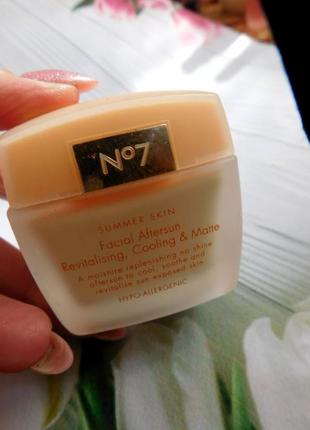 No7
SUMMER SKIN
Facial Aftersun
Revitalising, Cooling & Matte
A moisture replenishing no shine
aftersun to cool, soothe and
revitalise sun exposed skin
HYPO-ALLERGENIC